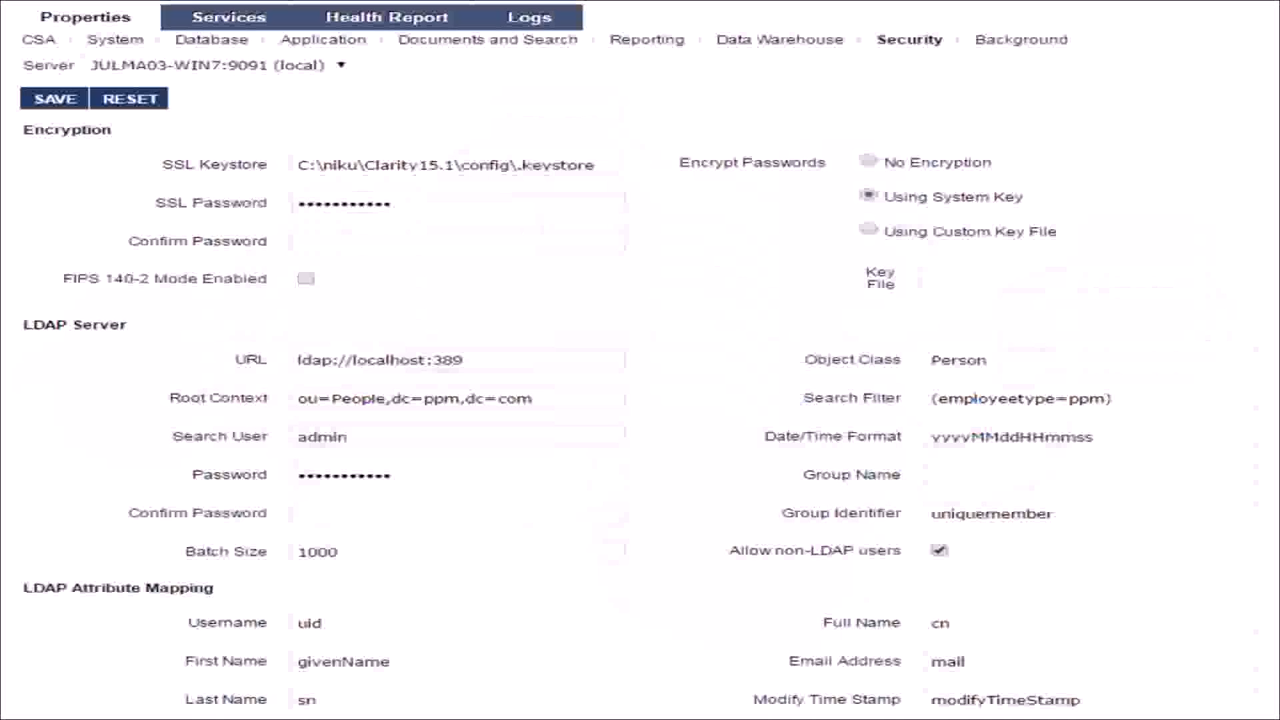 Properties Services Health Report Logs
CSA System Database Application Documents and Search Reporting Data Warehouse Security Background
Server JULMA03-WIN7:9091 (local)
SAVE RESET
Encryption
SSL Keystore C:\niku\Clarity15.1\config\.keystore Encrypt Passwords No Encryption
SSL Password ••••••••••• Using System Key
Confirm Password Using Custom Key File
FIPS 140-2 Mode Enabled Key
File
LDAP Server
URL ldap://localhost:389 Object Class Person
Root Context ou=People,dc=ppm,dc=com Search Filter (employeetype=ppm)
Search User admin Date/Time Format yyyyMMddHHmmss
Password ••••••••••• Group Name
Confirm Password Group Identifier uniquemember
Batch Size 1000 Allow non-LDAP users
LDAP Attribute Mapping
Username uid Full Name cn
First Name givenName Email Address mail
Last Name sn Modify Time Stamp modifyTimeStamp